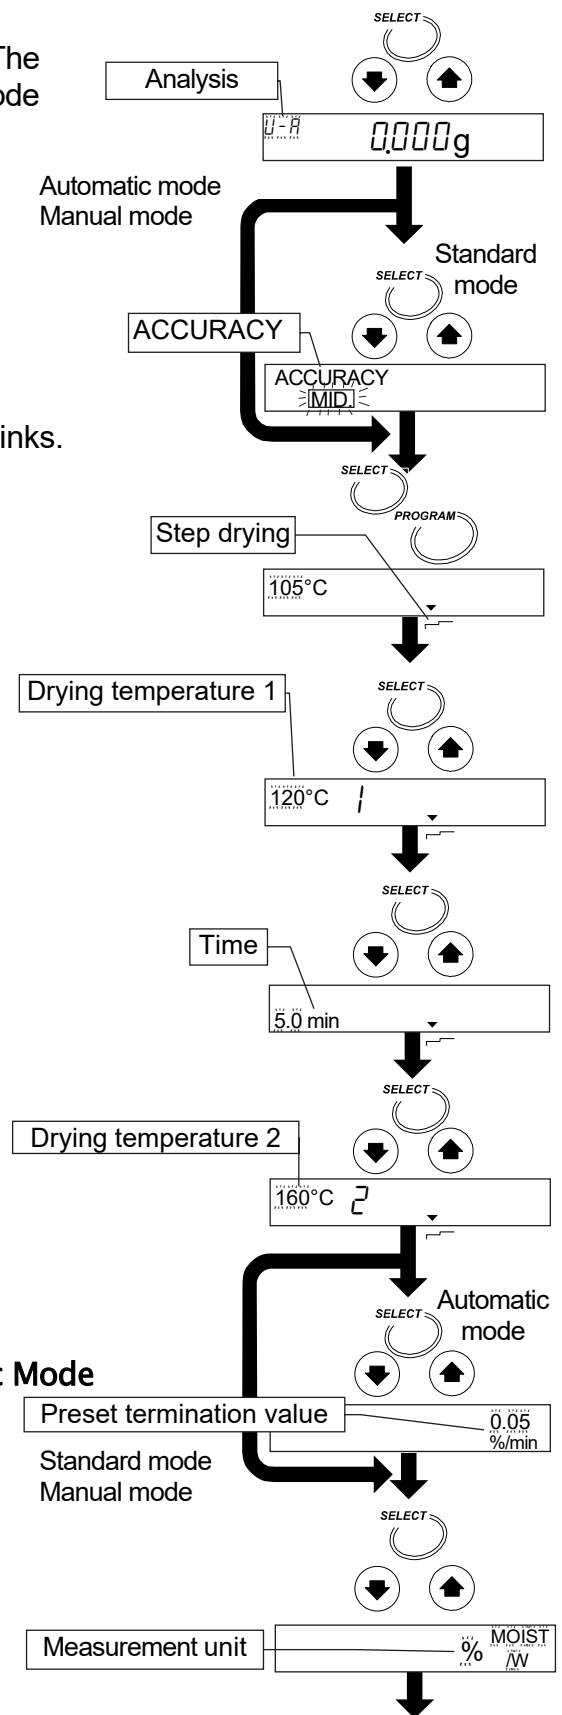 SELECT
The
Analysis
ode
U-A 0.000g
Automatic mode
Manual mode
Standard
mode
SELECT
ACCURACY
ACCURACY
MID.
inks.
SELECT
PROGRAM
Step drying
105°C
SELECT
Drying temperature 1
120°C 1
SELECT
Time
5.0 min
SELECT
Drying temperature 2
160°C 2
Automatic
mode
SELECT
c Mode
Preset termination value
0.05
%/min
Standard mode
Manual mode
SELECT
Measurement unit
% MOIST
/W